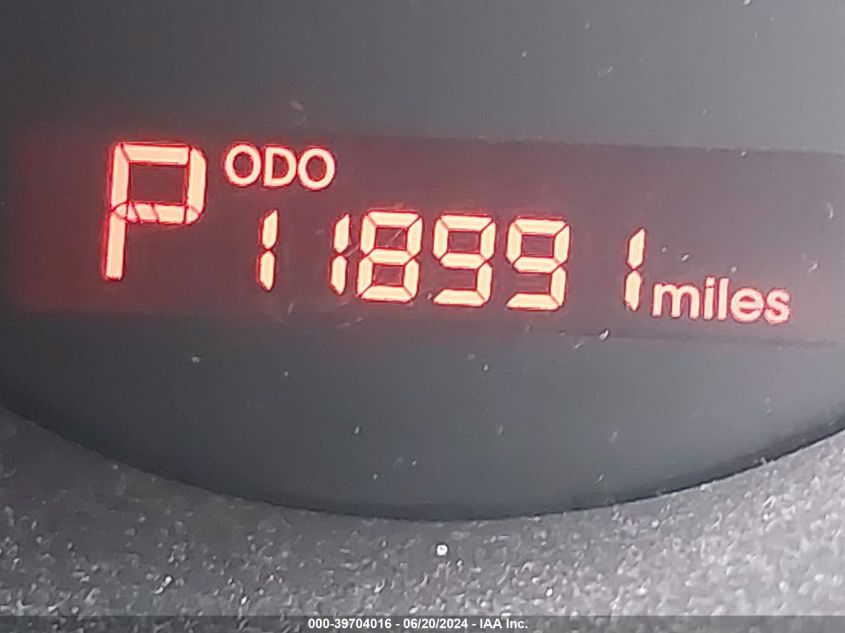 P ODO
118991 miles
000-39704016 - 06/20/2024 - IAA Inc.